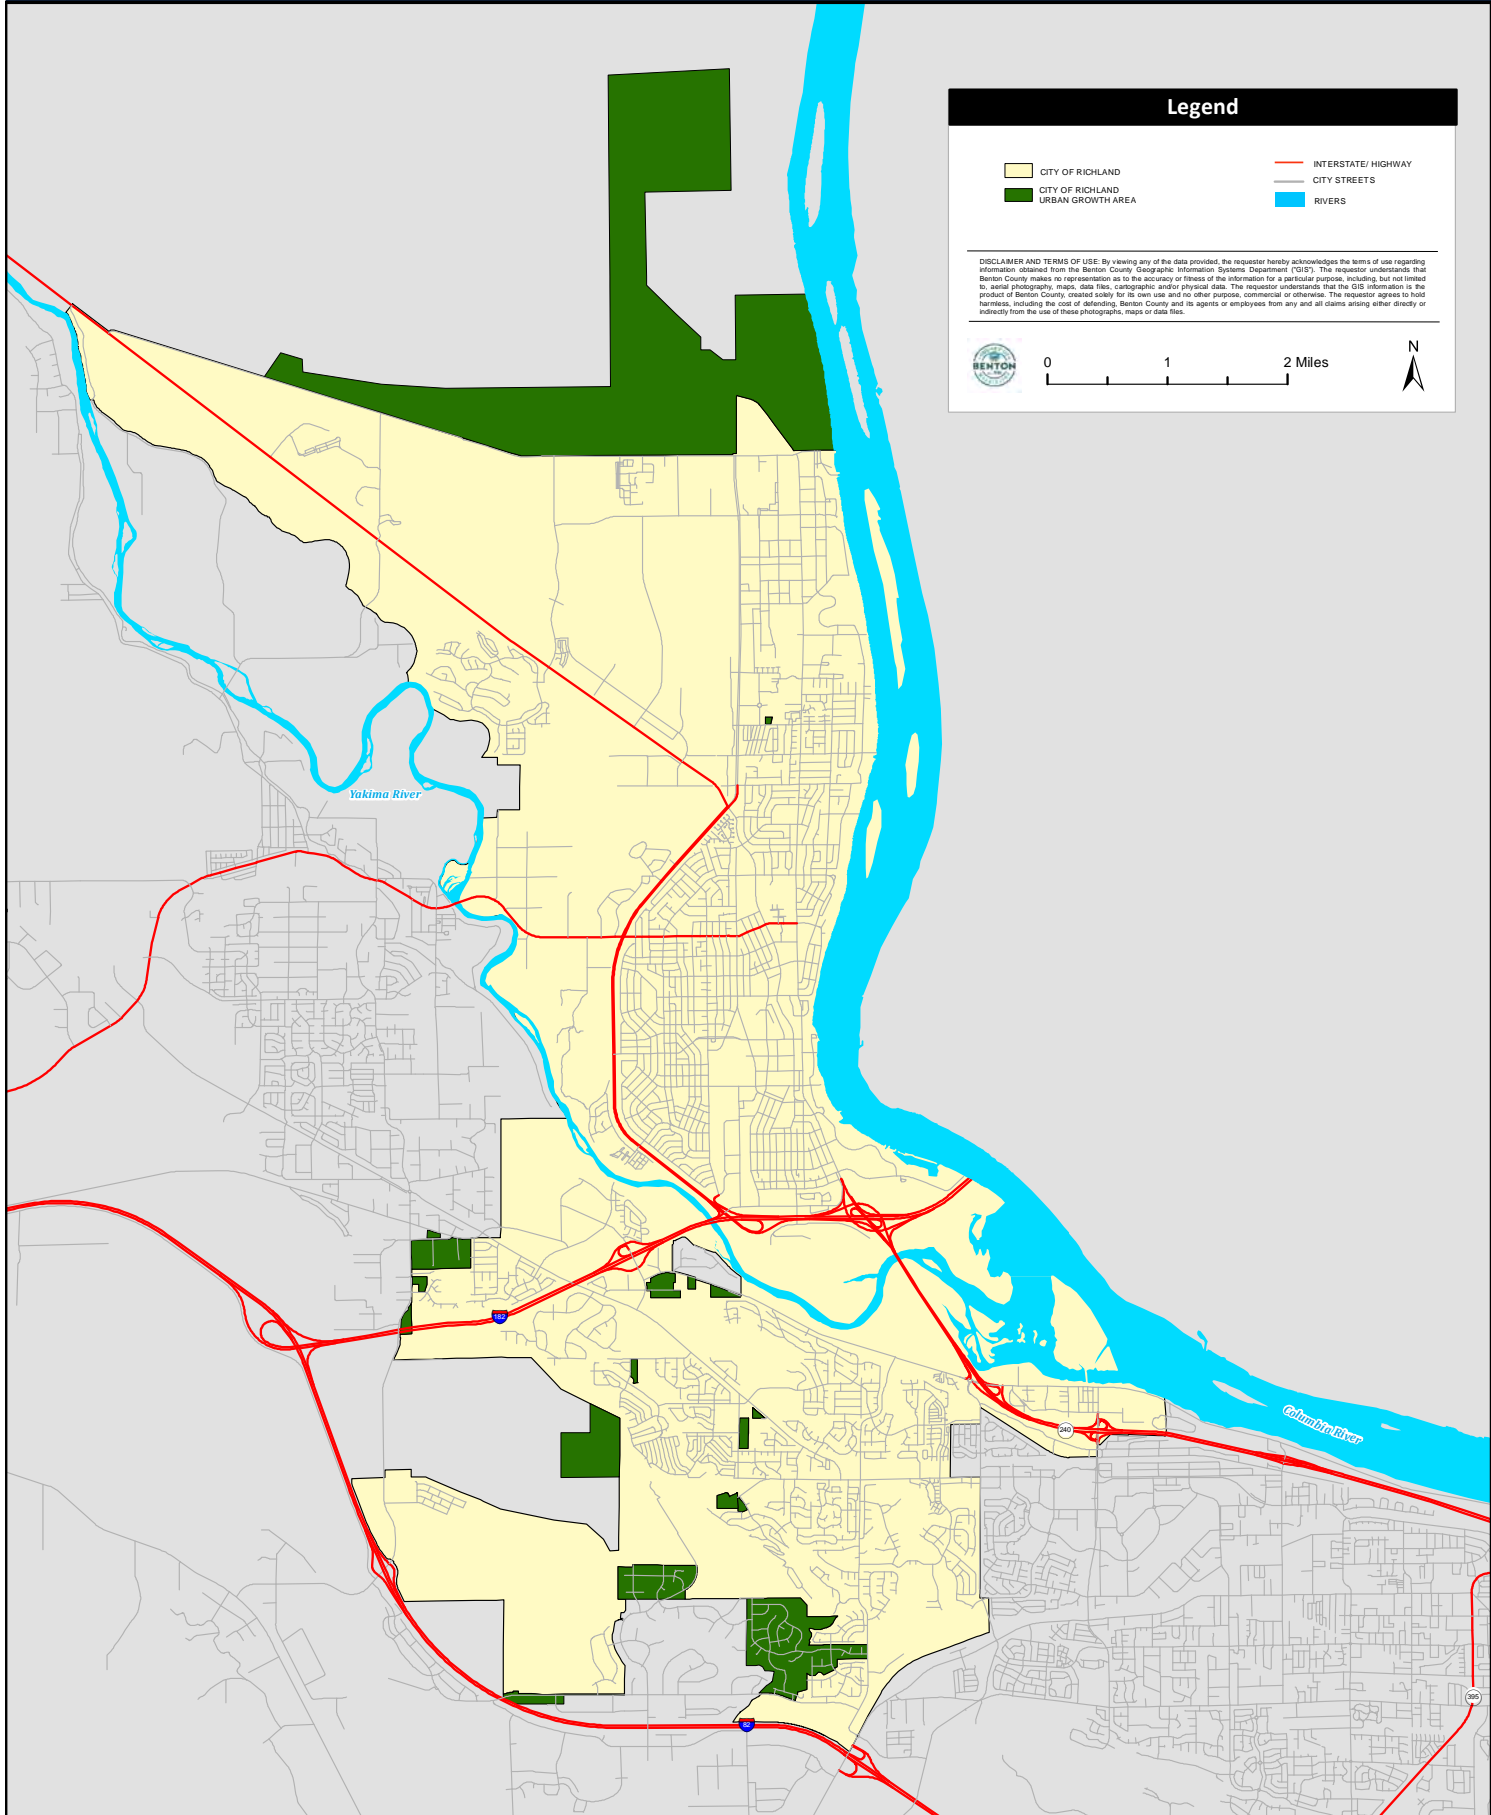 Legend
CITY OF RICHLAND
CITY OF RICHLAND
URBAN GROWTH AREA
INTERSTATE/ HIGHWAY
CITY STREETS
RIVERS
DISCLAIMER AND TERMS OF USE: By viewing any of the data provided, the requester hereby acknowledges the terms of use regarding
information obtained from the Benton County Geographic Information Systems Department ("GIS"). The requestor understands that
Benton County makes no representation as to the accuracy or fitness of the information for a particular purpose, including, but not limited
to, aerial photography, maps, data files, cartographic and/or physical data. The requestor understands that the GIS information is the
product of Benton County, created solely for its own use and no other purpose, commercial or otherwise. The requestor agrees to hold
harmless, including the cost of defending, Benton County and its agents or employees from any and all claims arising either directly or
indirectly from the use of these photographs, maps or data files.
BENTON
0 1 2 Miles
N
Yakima River
182
240
Columbia River
395
82